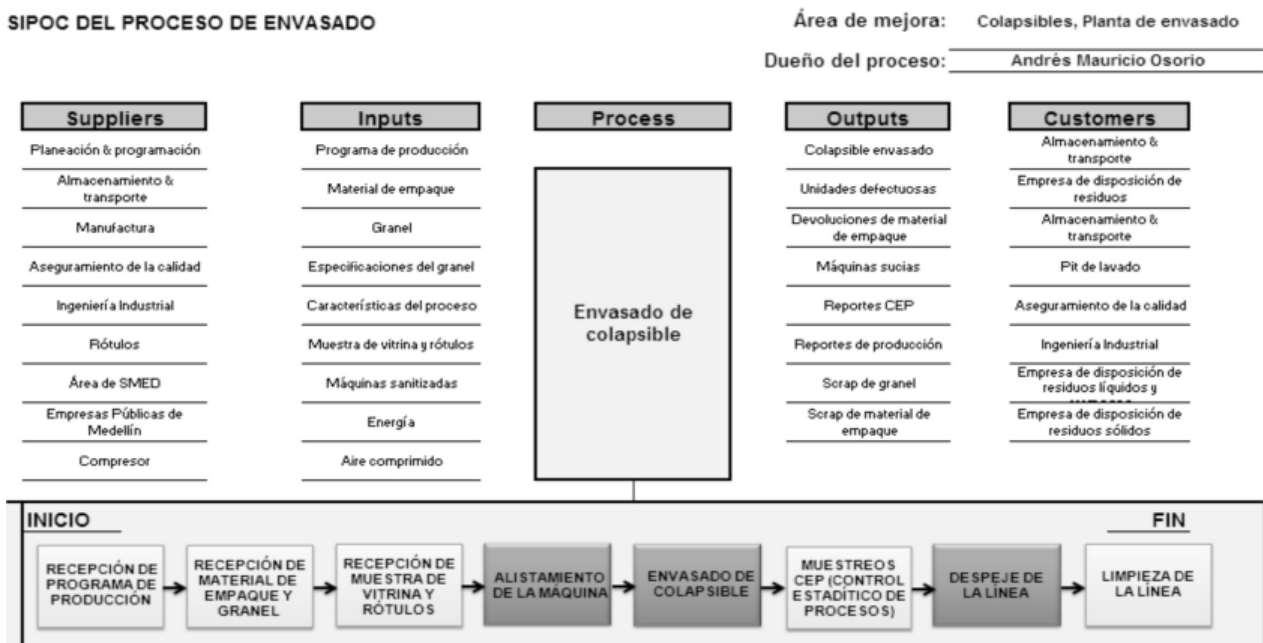 SIPOC DEL PROCESO DE ENVASADO
Área de mejora: Colapsibles, Planta de envasado
Dueño del proceso: Andrés Mauricio Osorio
Suppliers
Planeación & programación
Almacenamiento &
transporte
Manufactura
Aseguramiento de la calidad
Ingeniería Industrial
Rótulos
Área de SMED
Empresas Públicas de
Medellín
Compresor
Inputs
Programa de producción
Material de empaque
Granel
Especificaciones del granel
Características del proceso
Muestra de vitrina y rótulos
Máquinas sanitizadas
Energía
Aire comprimido
Process
Envasado de
colapsible
Outputs
Colapsible envasado
Unidades defectuosas
Devoluciones de material
de empaque
Máquinas sucias
Reportes CEP
Reportes de producción
Scrap de granel
Scrap de material de
empaque
Customers
Almacenamiento &
transporte
Empresa de disposición de
residuos
Almacenamiento &
transporte
Pit de lavado
Aseguramiento de la calidad
Ingeniería Industrial
Empresa de disposición de
residuos líquidos y
Empresa de disposición de
residuos sólidos
INICIO
FIN
RECEPCIÓN DE
PROGRAMA DE
PRODUCCIÓN
RECEPCIÓN DE
MATERIAL DE
EMPAQUE Y
GRANEL
RECEPCIÓN DE
MUESTRA DE
VITRINA Y
RÓTULOS
ALISTAMIENTO
DE LA MÁQUINA
ENVASADO DE
COLAPSIBLE
MUESTREOS
CEP (CONTROL
ESTADÍTICO DE
PROCESOS)
DESPEJE DE
LA LÍNEA
LIMPIEZA DE
LA LÍNEA